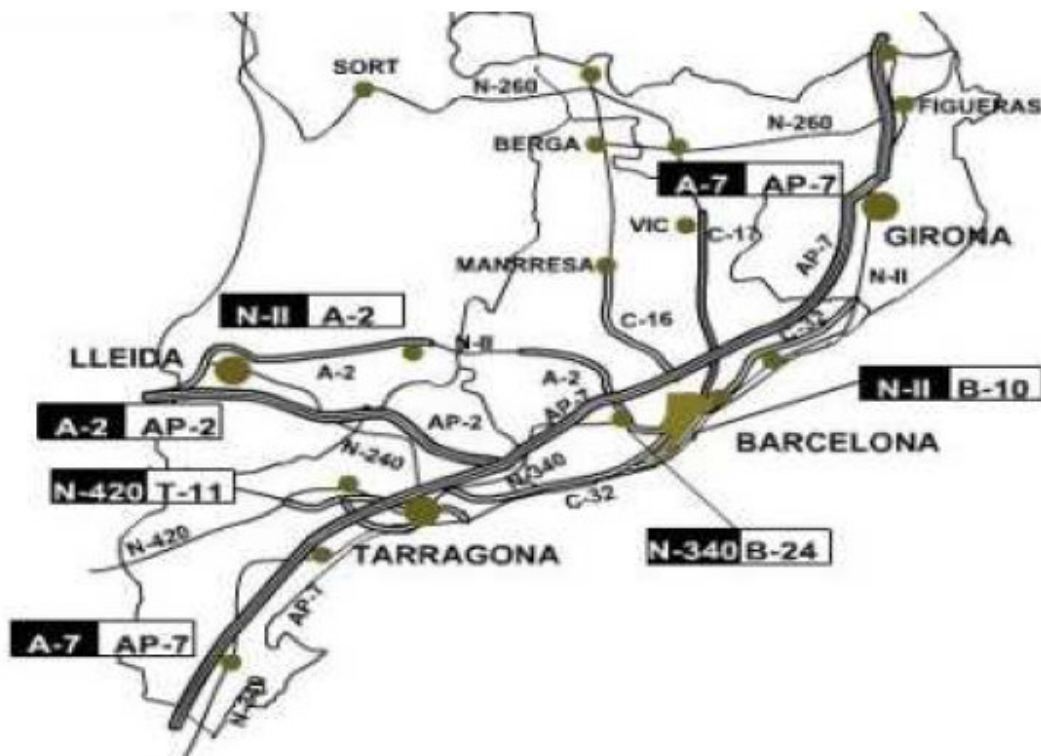 SORT
N-260
FIGUERAS
N-260
BERGA
A-7 AP-7
VIC
C-17
GIRONA
AP-7
MANRRESA
N-II
N-II A-2
C-16
C-32
N-II
LLEIDA
A-2
A-2
N-II B-10
AP-7
A-2 AP-2
AP-2
BARCELONA
N-240
N-340
N-420 T-11
C-32
N-420
TARRAGONA
N-340 B-24
AP-7
A-7 AP-7
N-340